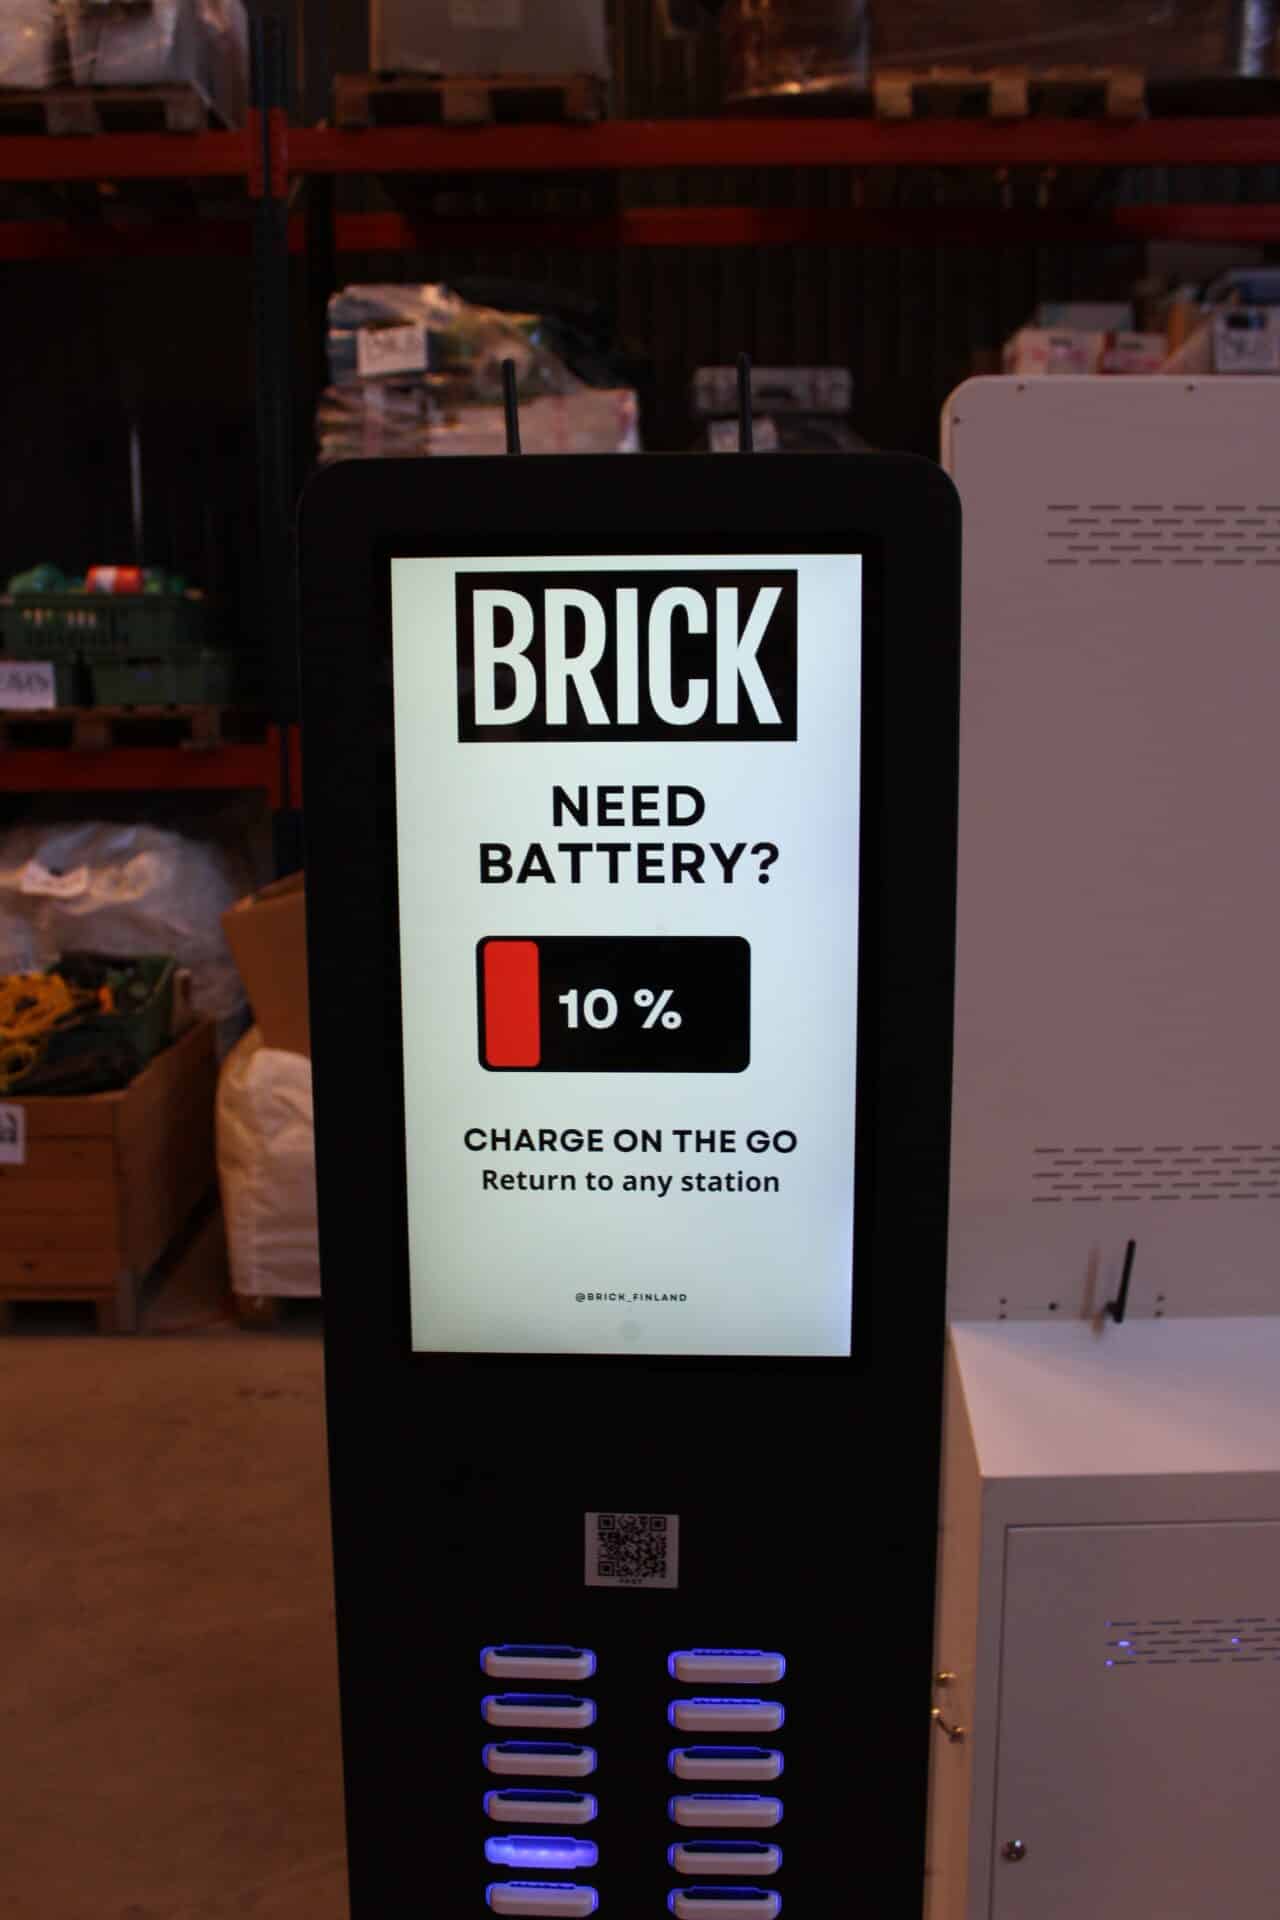 BRICK
NEED
BATTERY?
10 %
CHARGE ON THE GO
Return to any station
@BRICK_FINLAND